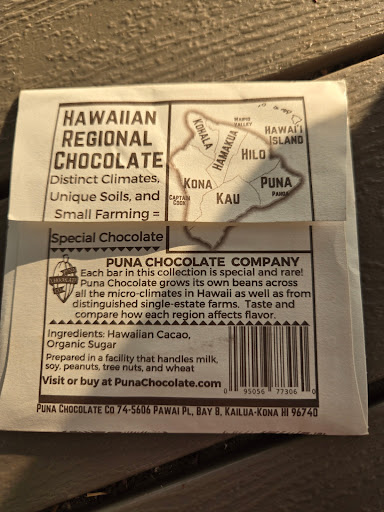 HAWAIIAN
REGIONAL
CHOCOLATE
Distinct Climates,
Unique Soils, and
Small Farming =
Special Chocolate
WAIPIO
VALLEY
HAWAI'I
ISLAND
KOHALA
HAMAKUA
HILO
KONA
PUNA
PAHOA
CAPTAIN
COOK
KAU
PUNA CHOCOLATE COMPANY
Each bar in this collection is special and rare!
Puna Chocolate grows its own beans across
all the micro-climates in Hawaii as well as from
distinguished single-estate farms. Taste and
compare how each region affects flavor.
Ingredients: Hawaiian Cacao,
Organic Sugar
Prepared in a facility that handles milk,
soy, peanuts, tree nuts, and wheat
Visit or buy at PunaChocolate.com
0 95056 77306 0
PUNA CHOCOLATE CO 74-5606 PAWAI PL, BAY B, KAILUA-KONA HI 96740